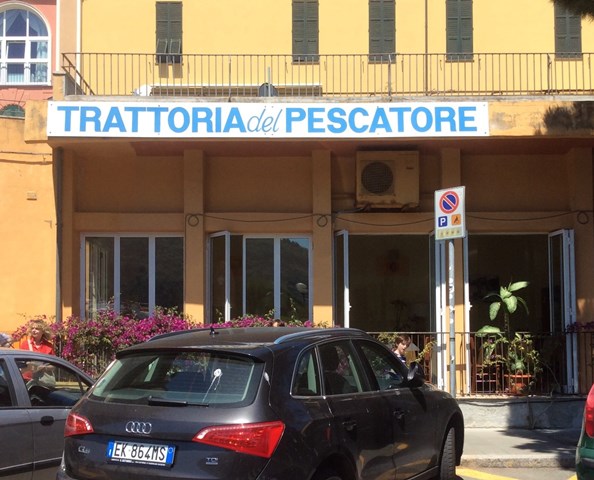 TRATTORIA del PESCATORE
P
EK 864MS